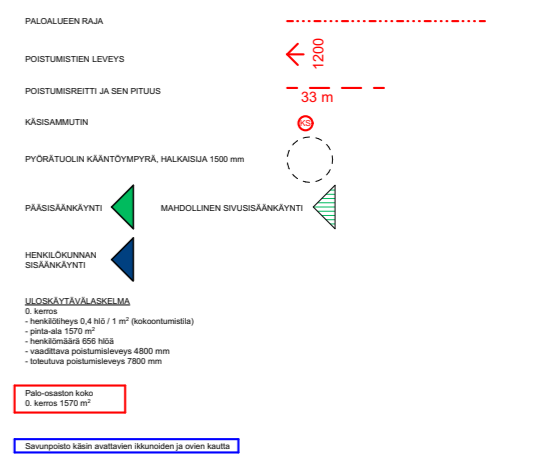 PALOALUEEN RAJA
POISTUMISTIEN LEVEYS
1200
POISTUMISREITTI JA SEN PITUUS
33 m
KÄSISAMMUTIN
KS
PYÖRÄTUOLIN KÄÄNTÖYMPYRÄ, HALKAISIJA 1500 mm
PÄÄSISÄÄNKÄYNTI
MAHDOLLINEN SIVUSISÄÄNKÄYNTI
HENKILÖKUNNAN
SISÄÄNKÄYNTI
ULOSKÄYTÄVÄLASKELMA
0. kerros
- henkilötiheys 0,4 hlö / 1 m² (kokoontumistila)
- pinta-ala 1570 m²
- henkilömäärä 656 hlöä
- vaadittava poistumisleveys 4800 mm
- toteutuva poistumisleveys 7800 mm
Palo-osaston koko
0. kerros 1570 m²
Savunpoisto käsin avattavien ikkunoiden ja ovien kautta